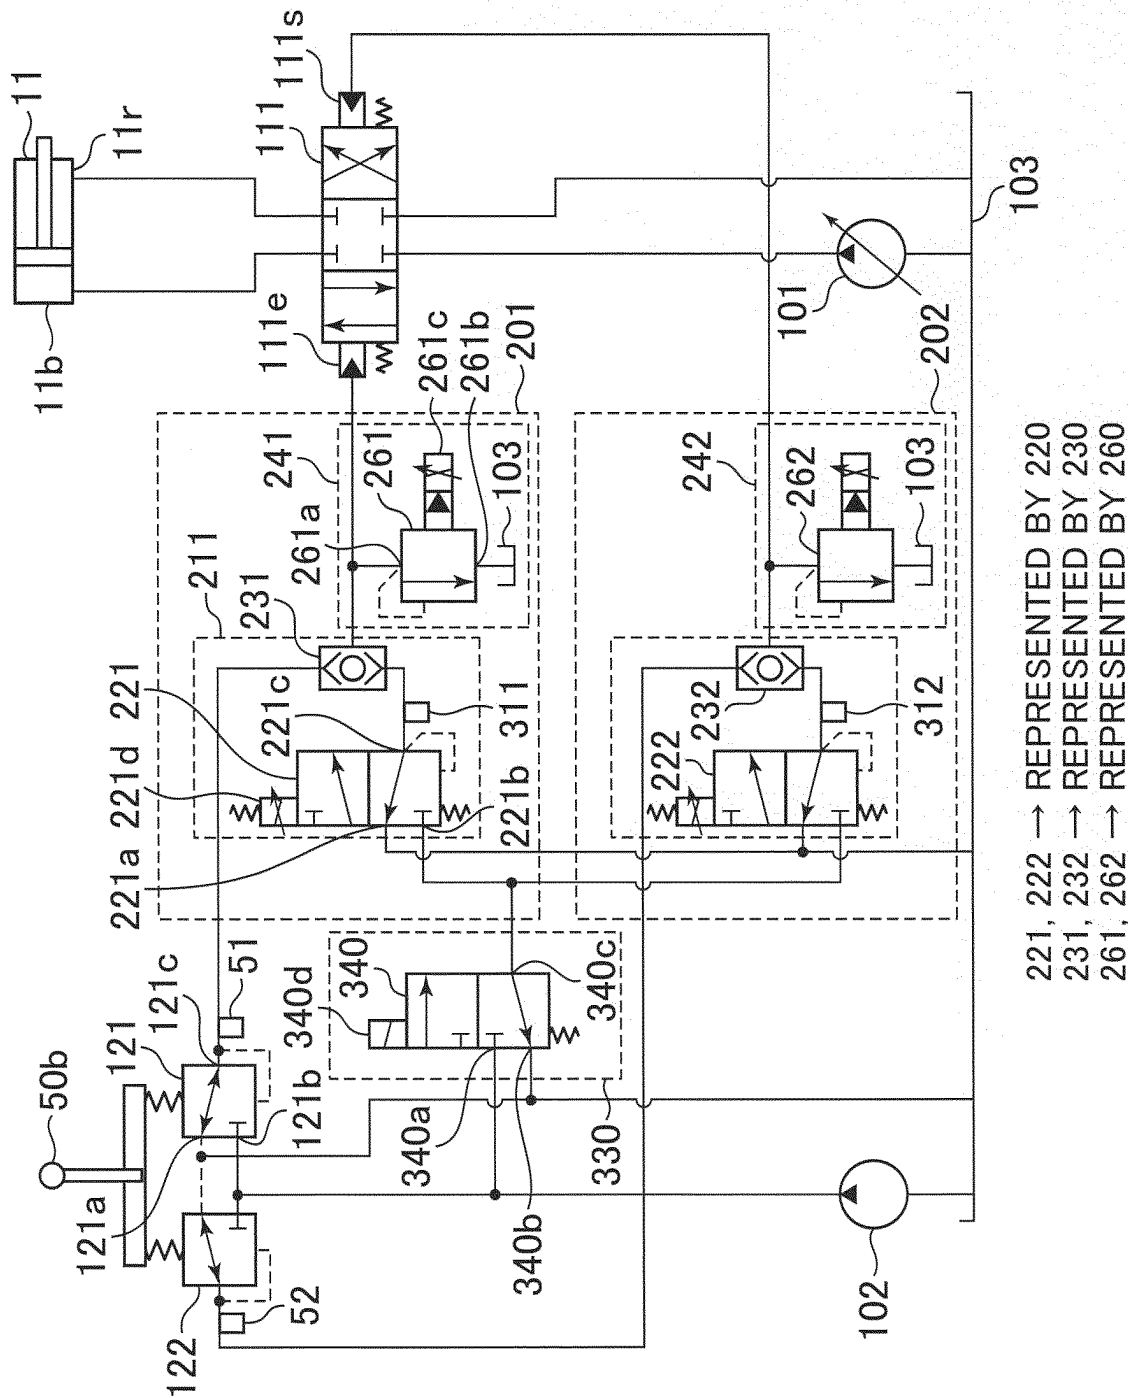 11
11r
11b
111s
111
111e
201
261c
261b
241
261
261a
103
211
231
221
221c
221d
311
221b
221a
51
121c
121
50b
121b
121a
122
52
340
340d
340c
340a
330
340b
102
101
202
103
242
262
103
232
222
312
221, 222 → REPRESENTED BY 220
231, 232 → REPRESENTED BY 230
261, 262 → REPRESENTED BY 260